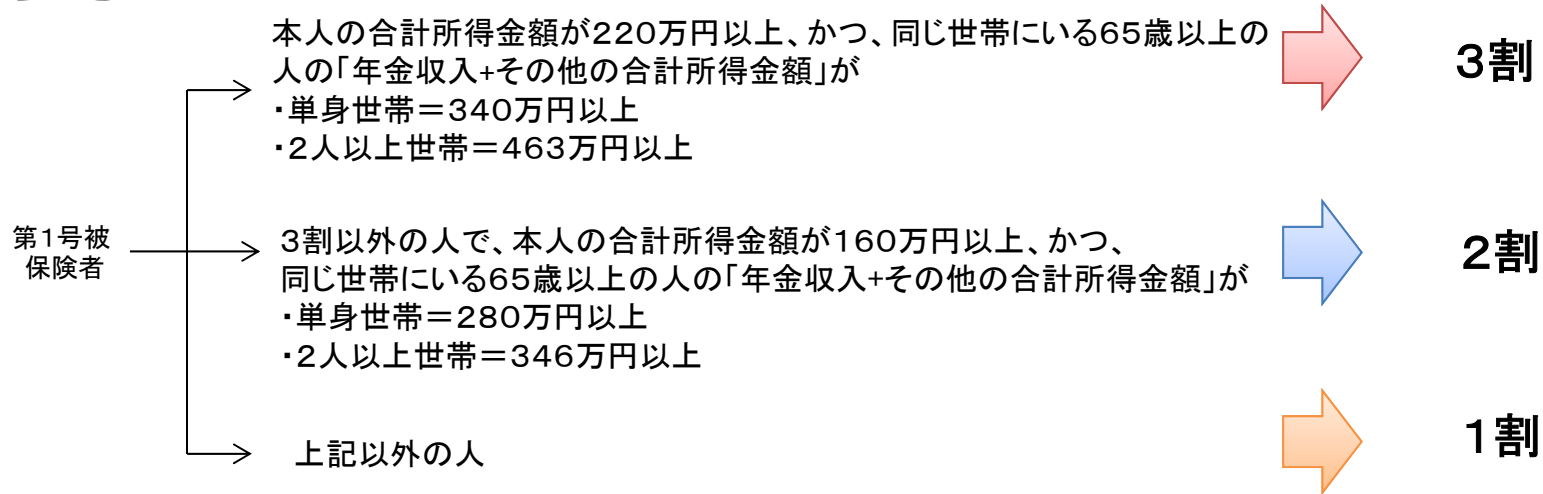 本人の合計所得金額が220万円以上、かつ、同じ世帯にいる65歳以上の
人の「年金収入+その他の合計所得金額」が
・単身世帯＝340万円以上
・2人以上世帯＝463万円以上
3割
第1号被
保険者
3割以外の人で、本人の合計所得金額が160万円以上、かつ、
同じ世帯にいる65歳以上の人の「年金収入+その他の合計所得金額」が
・単身世帯＝280万円以上
・2人以上世帯＝346万円以上
2割
上記以外の人
1割